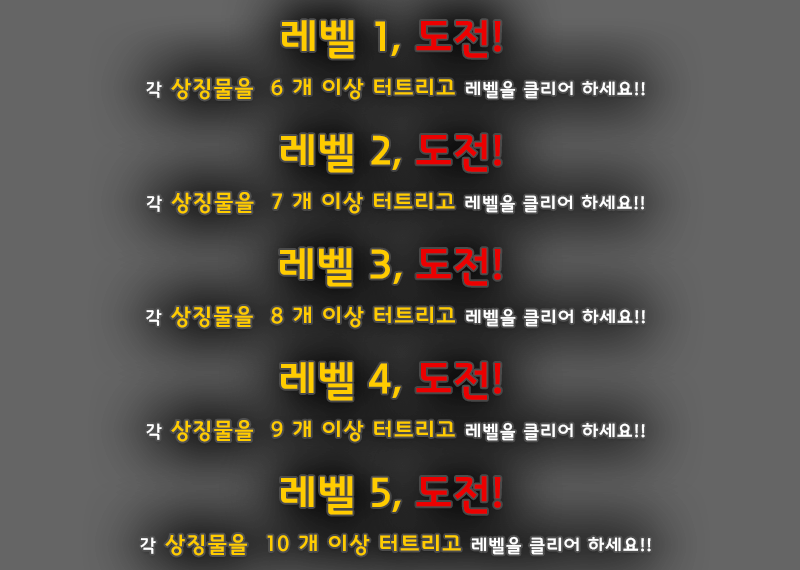 레벨 1, 도전!
각 상징물을 6 개 이상 터트리고 레벨을 클리어 하세요!!
레벨 2, 도전!
각 상징물을 7 개 이상 터트리고 레벨을 클리어 하세요!!
레벨 3, 도전!
각 상징물을 8 개 이상 터트리고 레벨을 클리어 하세요!!
레벨 4, 도전!
각 상징물을 9 개 이상 터트리고 레벨을 클리어 하세요!!
레벨 5, 도전!
각 상징물을 10 개 이상 터트리고 레벨을 클리어 하세요!!